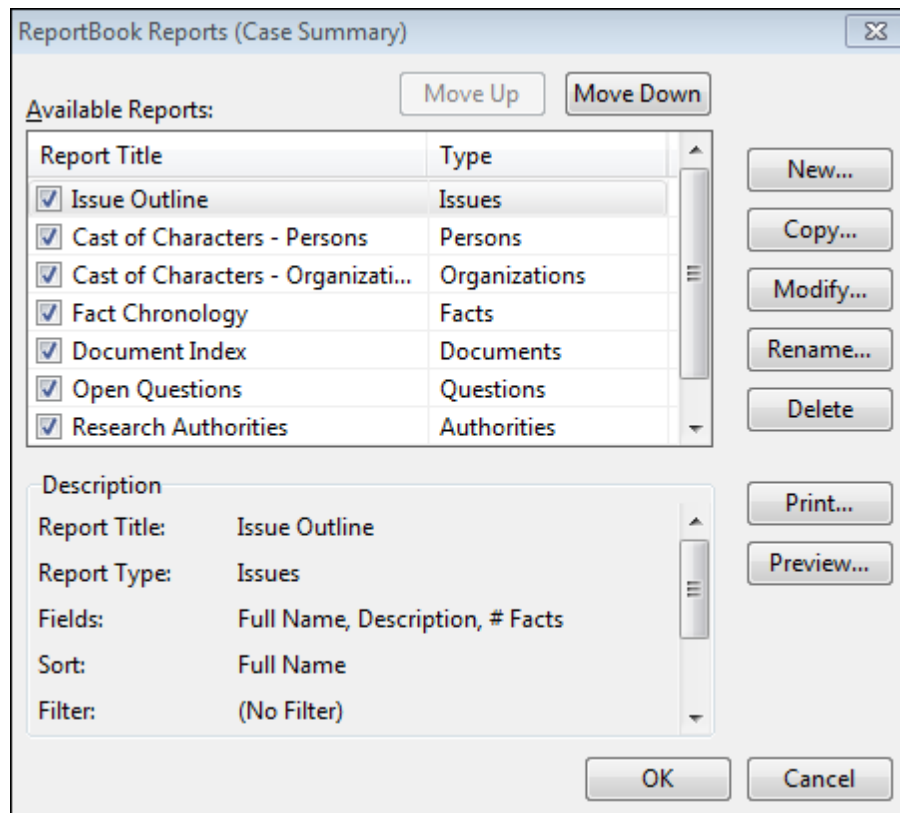 ReportBook Reports (Case Summary)
Move Up Move Down
Available Reports:
Report Title Type
Issue Outline Issues
Cast of Characters - Persons Persons
Cast of Characters - Organizati... Organizations
Fact Chronology Facts
Document Index Documents
Open Questions Questions
Research Authorities Authorities
New...
Copy...
Modify...
Rename...
Delete
Print...
Preview...
Description
Report Title: Issue Outline
Report Type: Issues
Fields: Full Name, Description, # Facts
Sort: Full Name
Filter: (No Filter)
OK Cancel